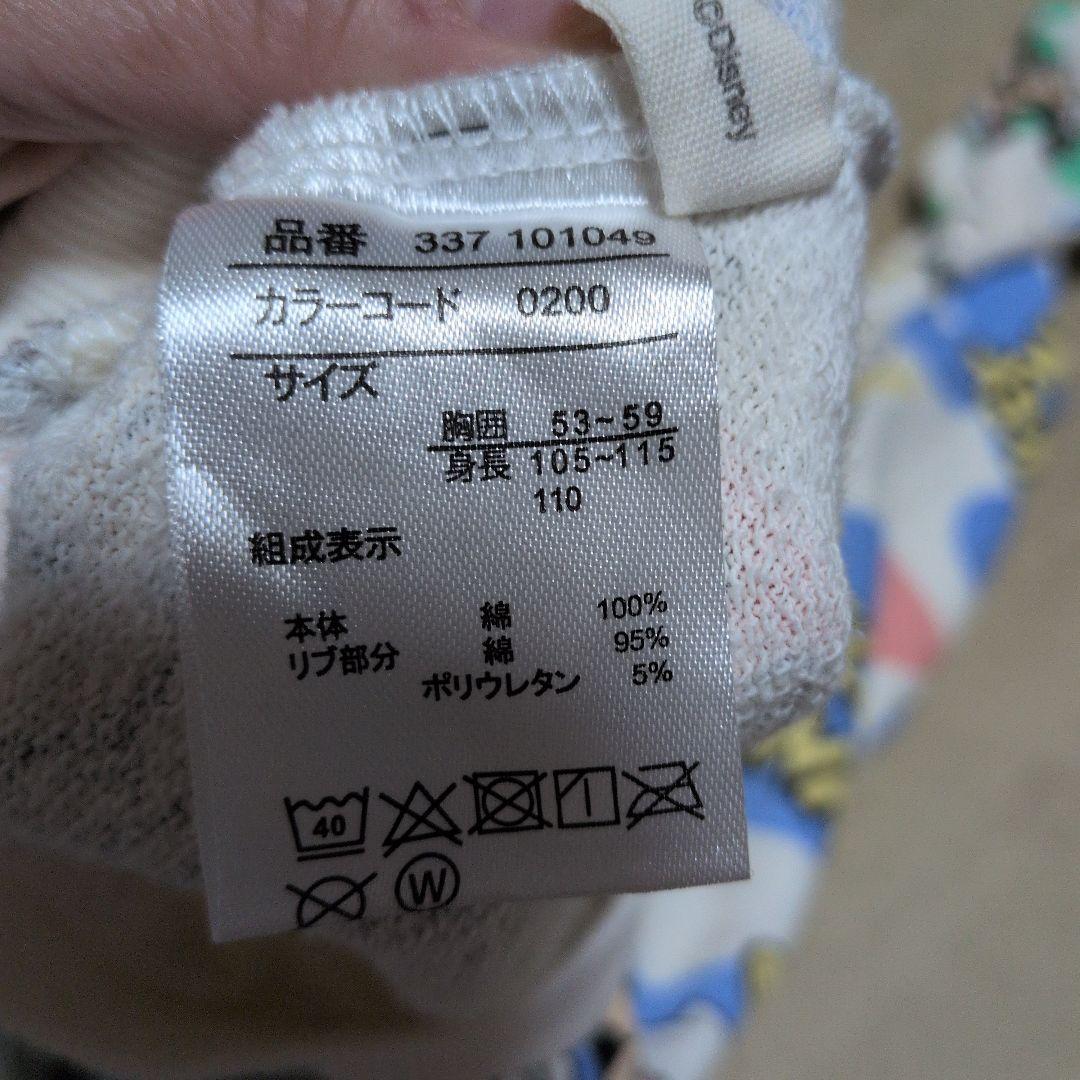 ©Disney
品番 337 101049
カラーコード 0200
サイズ
胸囲 53~59
身長 105~115
110
組成表示
本体 綿 100%
リブ部分 綿 95%
ポリウレタン 5%
40
W